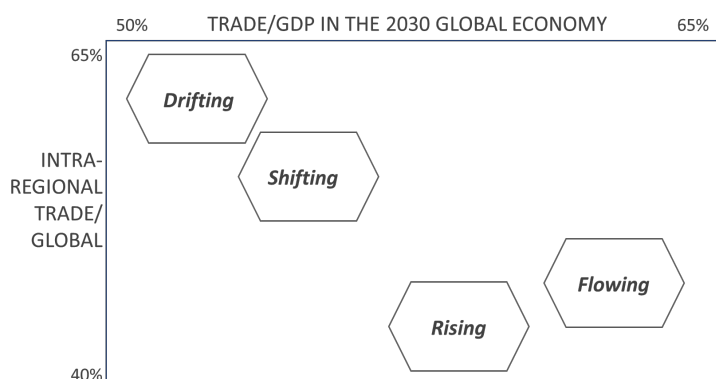 50% TRADE/GDP IN THE 2030 GLOBAL ECONOMY 65%
65%
Drifting
INTRA-
REGIONAL
TRADE/
GLOBAL
Shifting
Flowing
Rising
40%